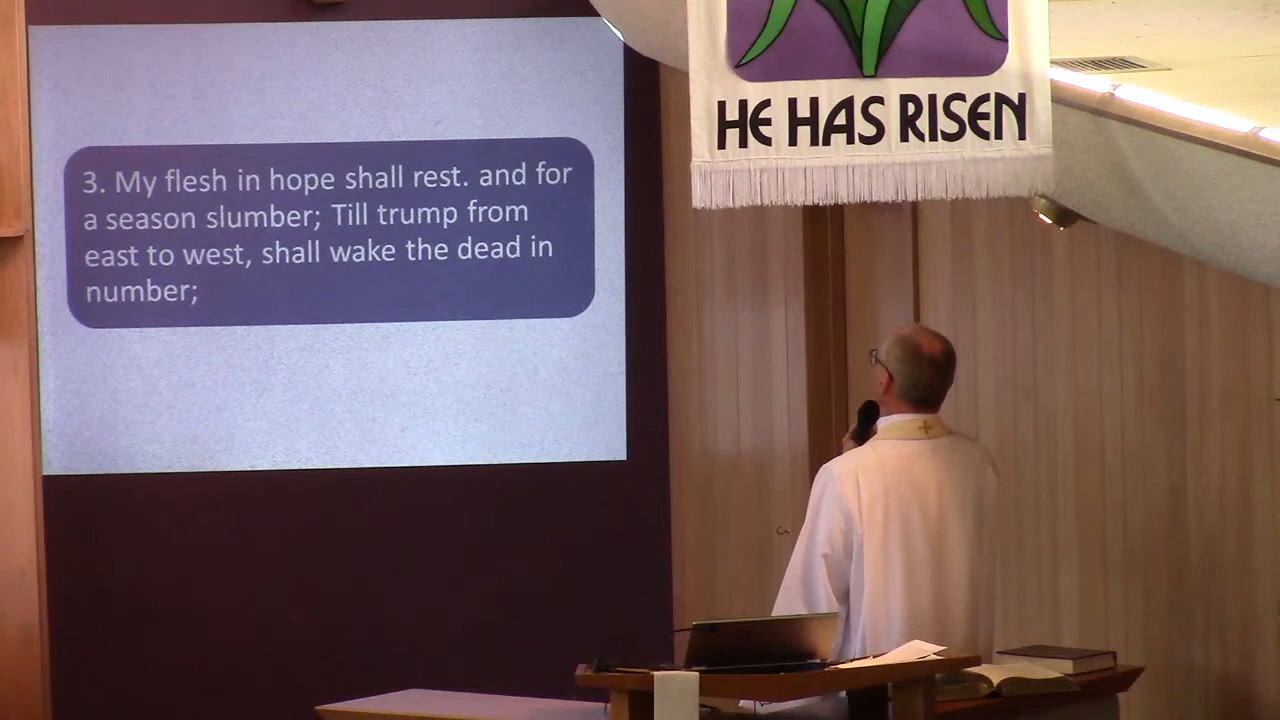 3. My flesh in hope shall rest. and for
a season slumber; Till trump from
east to west, shall wake the dead in
number;
HE HAS RISEN